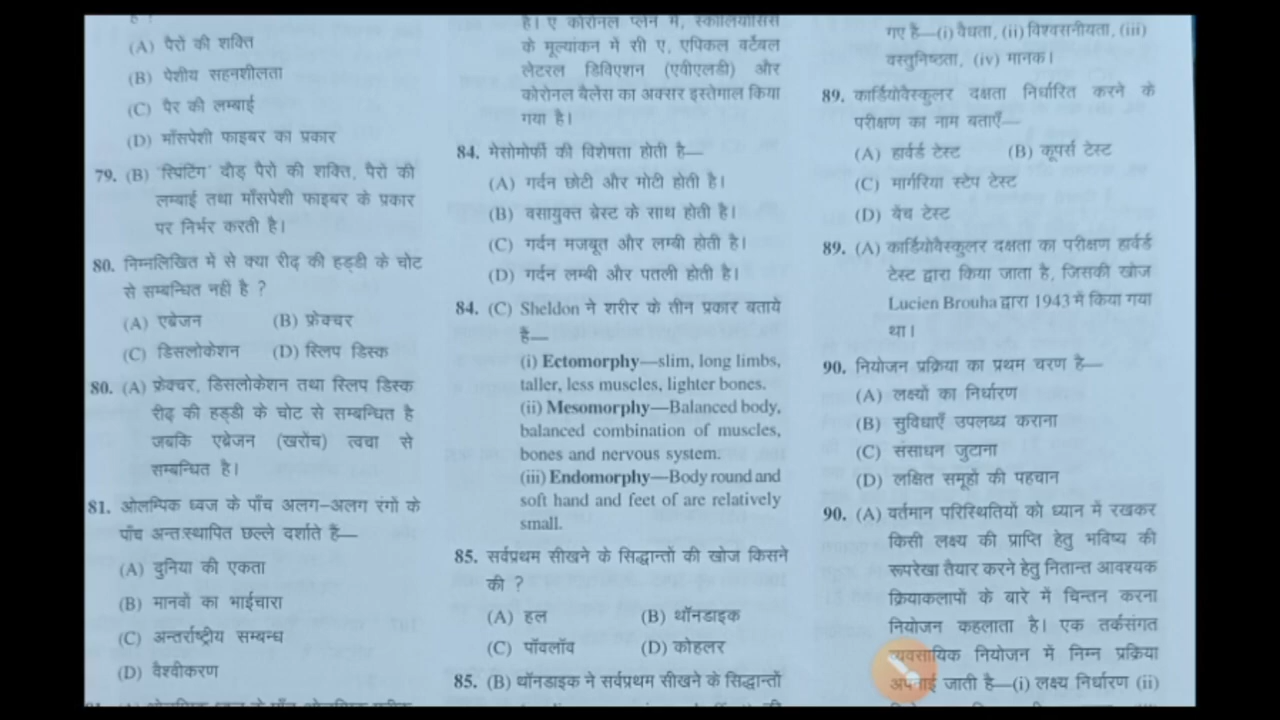 है ?
(A) पैरो की शक्ति
(B) पेशीय सहनशीलता
(C) पैर की लम्बाई
(D) माँसपेशी फाइबर का प्रकार
79. (B) 'स्प्रिंटिंग' दौड़ पैरो की शक्ति, पैरो की
लम्बाई तथा माँसपेशी फाइबर के प्रकार
पर निर्भर करती है।
80. निम्नलिखित में से क्या रीढ़ की हड्डी के चोट
से सम्बन्धित नहीं है ?
(A) एब्रेजन (B) फ्रेक्चर
(C) डिसलोकेशन (D) स्लिप डिस्क
80. (A) फ्रेक्चर, डिसलोकेशन तथा स्लिप डिस्क
रीढ़ की हड्डी के चोट से सम्बन्धित है
जबकि एब्रेजन (खरोंच) त्वचा से
सम्बन्धित है।
81. ओलम्पिक ध्वज के पाँच अलग-अलग रंगों के
पाँच अन्तःस्थापित छल्ले दर्शाते हैं—
(A) दुनिया की एकता
(B) मानवों का भाईचारा
(C) अन्तर्राष्ट्रीय सम्बन्ध
(D) वैश्वीकरण
है। ए कोरोनल प्लेन में, स्कोलियोसिस
के मूल्यांकन में सी ए, एपिकल वर्टेबल
लेटरल डिविएशन (एवीएलडी) और
कोरोनल बैलेंस का अक्सर इस्तेमाल किया
गया है।
84. मेसोमोर्फी की विशेषता होती है—
(A) गर्दन छोटी और मोटी होती है।
(B) वसायुक्त ब्रेस्ट के साथ होती है।
(C) गर्दन मजबूत और लम्बी होती है।
(D) गर्दन लम्बी और पतली होती है।
84. (C) Sheldon ने शरीर के तीन प्रकार बताये
हैं—
(i) Ectomorphy—slim, long limbs,
taller, less muscles, lighter bones.
(ii) Mesomorphy—Balanced body,
balanced combination of muscles,
bones and nervous system.
(iii) Endomorphy—Body round and
soft hand and feet of are relatively
small.
85. सर्वप्रथम सीखने के सिद्धान्तों की खोज किसने
की ?
(A) हल (B) थॉनडाइक
(C) पॉवलॉव (D) कोहलर
85. (B) थॉनडाइक ने सर्वप्रथम सीखने के सिद्धान्तों
गए है—(i) वैधता, (ii) विश्वसनीयता, (iii)
वस्तुनिष्ठता, (iv) मानक।
89. कार्डियोवैस्कुलर दक्षता निर्धारित करने के
परीक्षण का नाम बताएँ—
(A) हार्वर्ड टेस्ट (B) कूपर्स टेस्ट
(C) मार्गरिया स्टेप टेस्ट
(D) बेंच टेस्ट
89. (A) कार्डियोवैस्कुलर दक्षता का परीक्षण हार्वर्ड
टेस्ट द्वारा किया जाता है, जिसकी खोज
Lucien Brouha द्वारा 1943 में किया गया
था।
90. नियोजन प्रक्रिया का प्रथम चरण है—
(A) लक्ष्यों का निर्धारण
(B) सुविधाएँ उपलब्ध कराना
(C) संसाधन जुटाना
(D) लक्षित समूहों की पहचान
90. (A) वर्तमान परिस्थितियों को ध्यान में रखकर
किसी लक्ष्य की प्राप्ति हेतु भविष्य की
रूपरेखा तैयार करने हेतु नितान्त आवश्यक
क्रियाकलापों के बारे में चिन्तन करना
नियोजन कहलाता है। एक तर्कसंगत
व्यवसायिक नियोजन में निम्न प्रक्रिया
अपनाई जाती है—(i) लक्ष्य निर्धारण (ii)